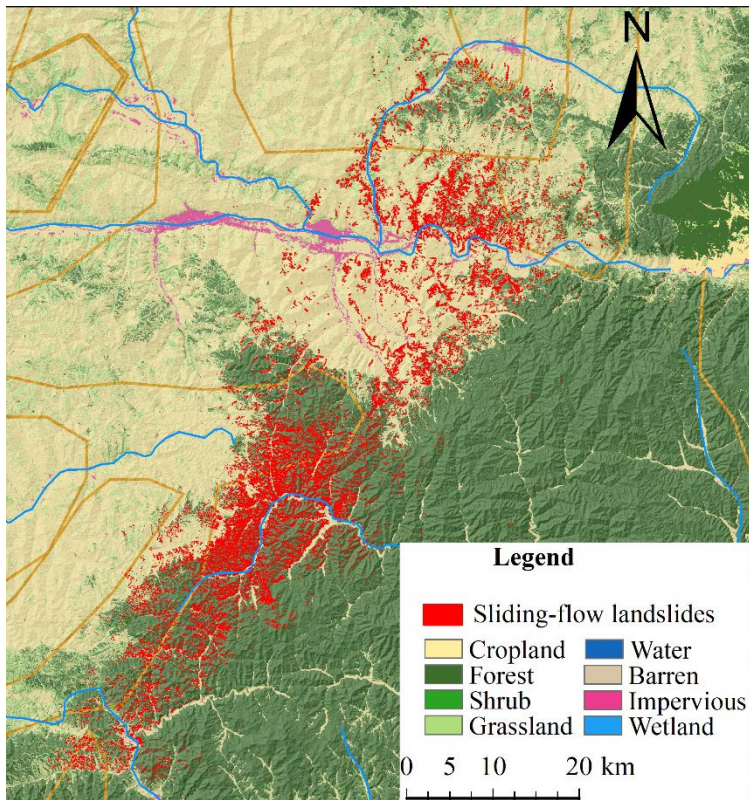 N
Legend
Sliding-flow landslides
Cropland Water
Forest Barren
Shrub Impervious
Grassland Wetland
0 5 10 20 km